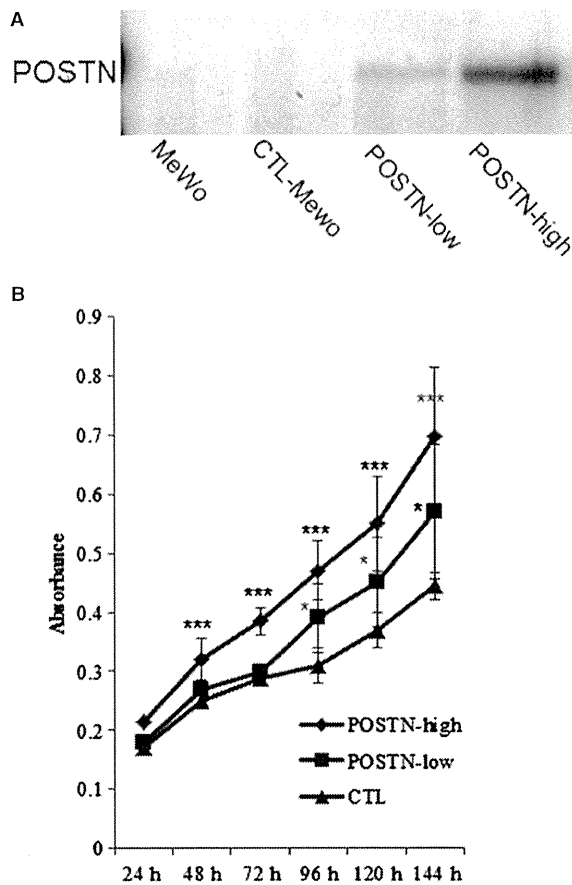 A
POSTN
MeWo
CTL-Mewo
POSTN-low
POSTN-high
B
0.9
0.8
0.7
0.6
0.5
0.4
0.3
0.2
0.1
0
Absorbance
***
***
***
***
***
*
*
*
POSTN-high
POSTN-low
CTL
24 h
48 h
72 h
96 h
120 h
144 h